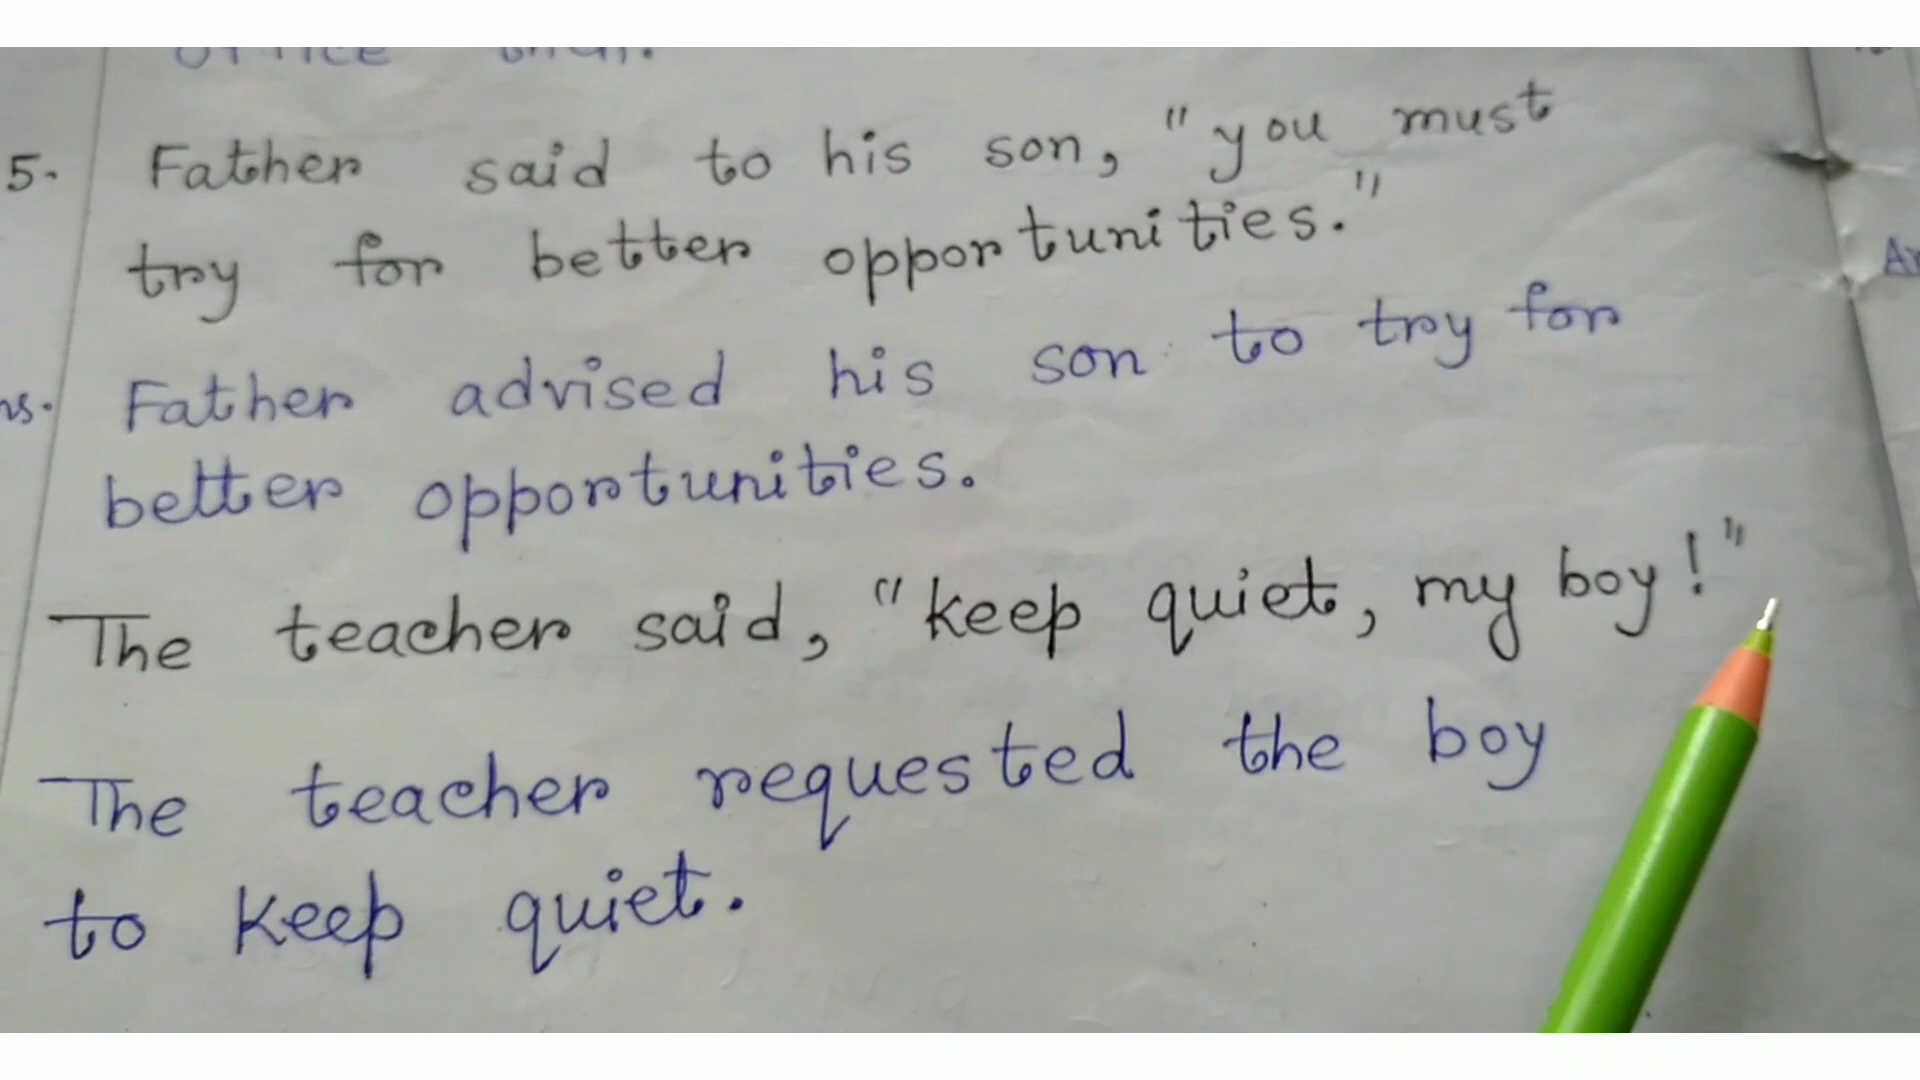 5. Father said to his son, "you must
try for better opportunities."
ns. Father advised his son to try for
better opportunities.
The teacher said, "keep quiet, my boy!"
The teacher requested the boy
to keep quiet.